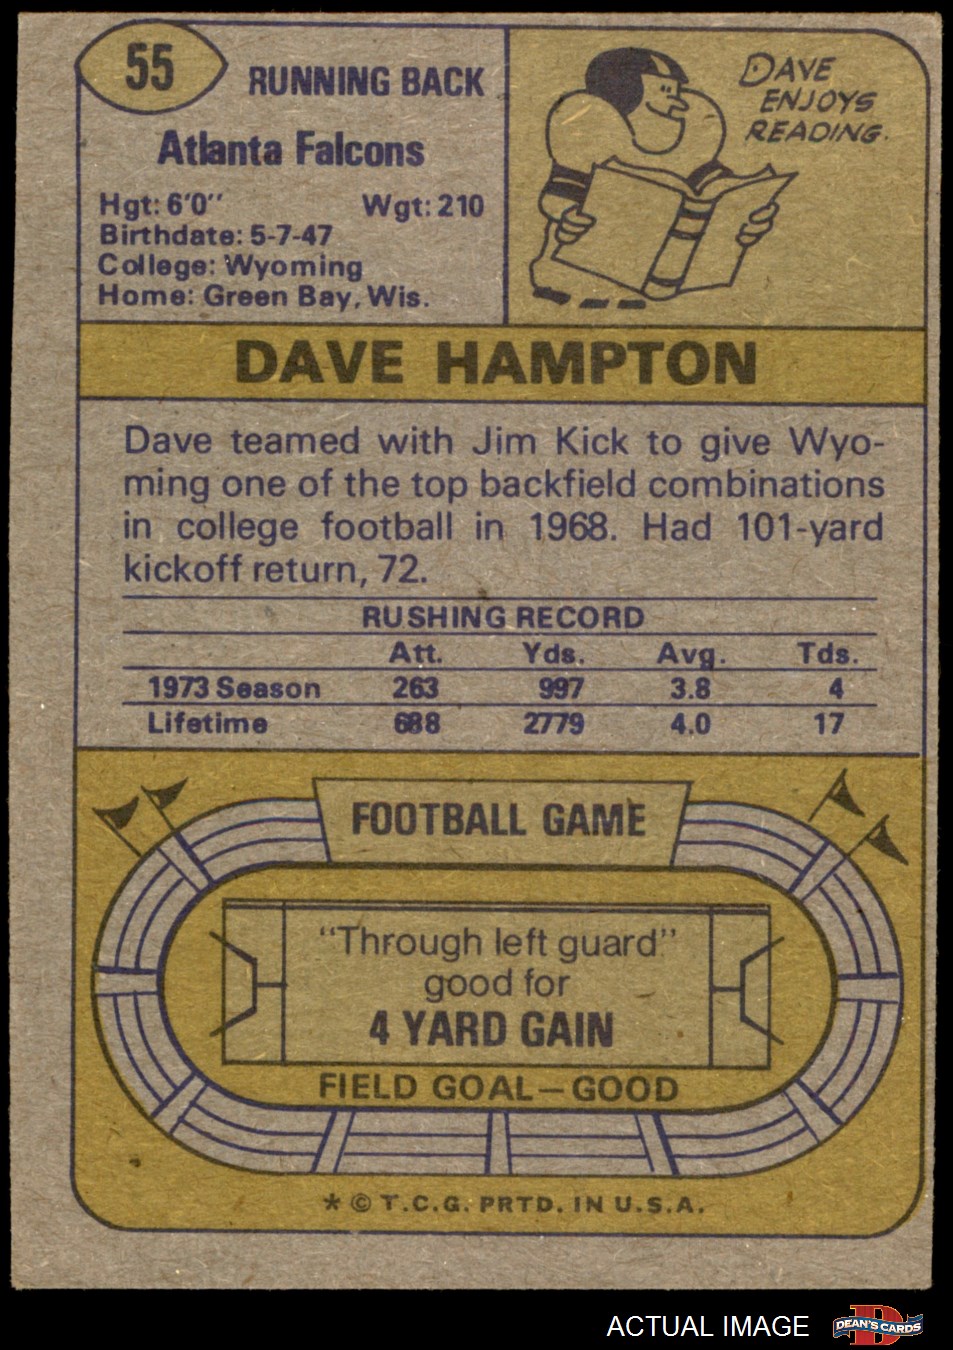 55
RUNNING BACK
Atlanta Falcons
Hgt: 6'0" Wgt: 210
Birthdate: 5-7-47
College: Wyoming
Home: Green Bay, Wis.
DAVE
ENJOYS
READING.
DAVE HAMPTON
Dave teamed with Jim Kick to give Wyo-
ming one of the top backfield combinations
in college football in 1968. Had 101-yard
kickoff return, 72.
RUSHING RECORD
Att. Yds. Avg. Tds.
1973 Season 263 997 3.8 4
Lifetime 688 2779 4.0 17
FOOTBALL GAME
"Through left guard"
good for
4 YARD GAIN
FIELD GOAL—GOOD
* © T.C.G. PRTD. IN U.S.A.
ACTUAL IMAGE
D
DEAN'S CARDS